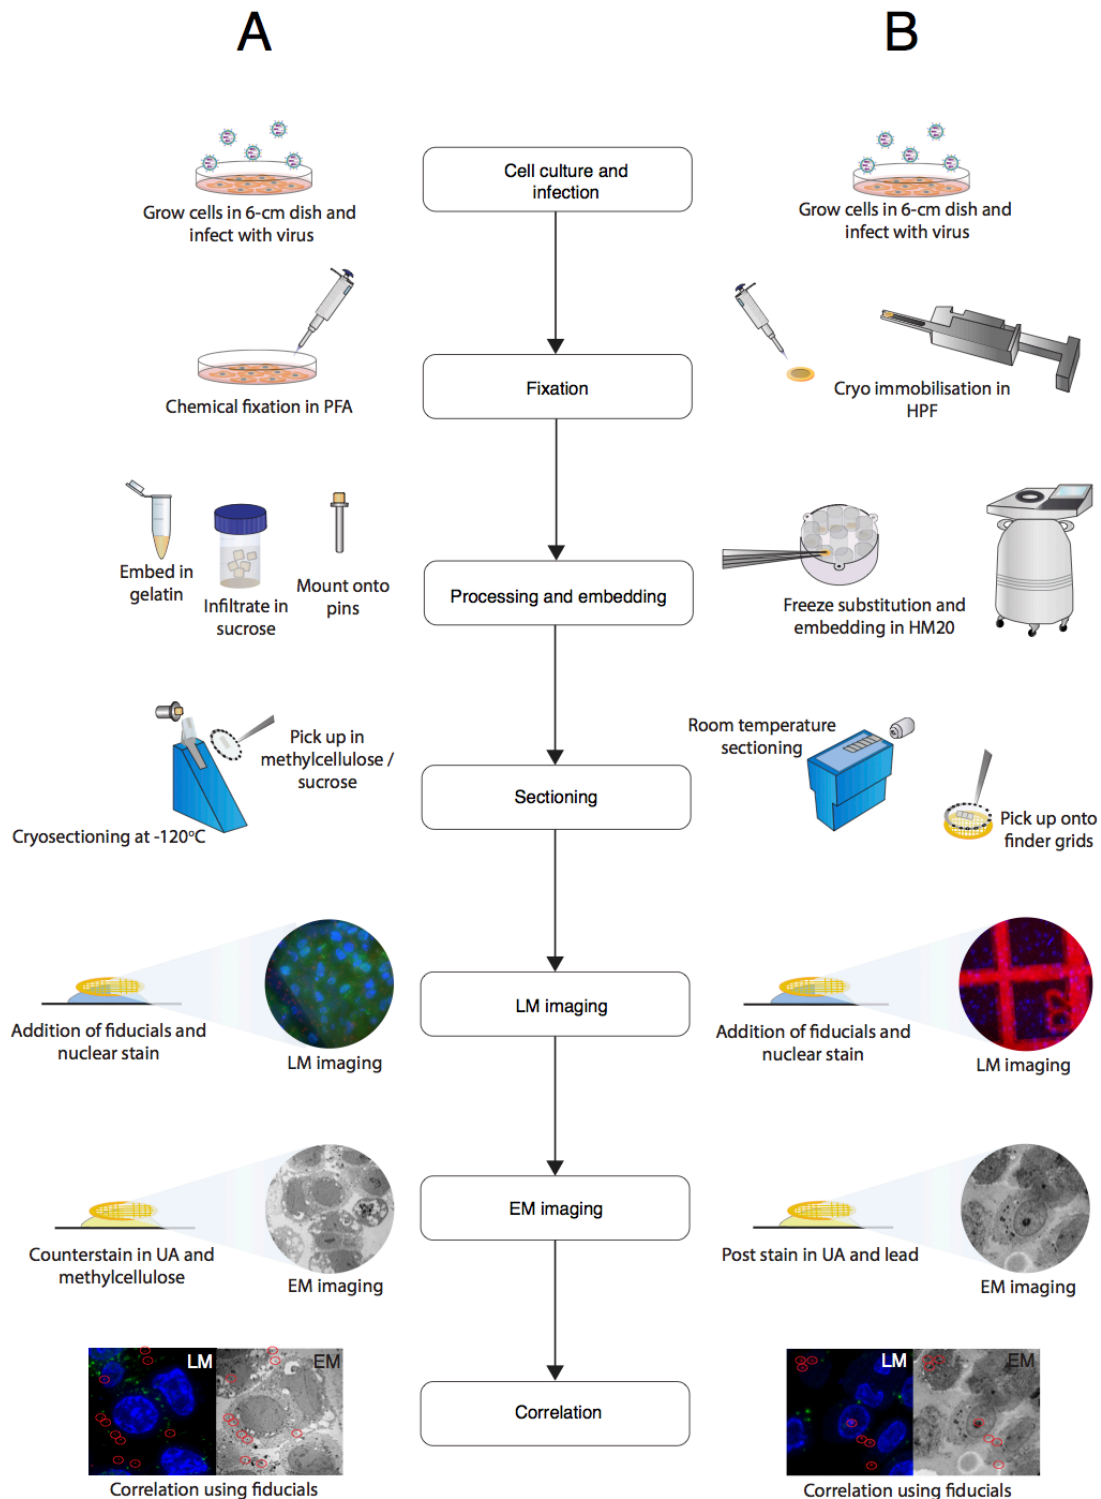 A
B
Grow cells in 6-cm dish and
infect with virus
Cell culture and
infection
Grow cells in 6-cm dish and
infect with virus
Chemical fixation in PFA
Fixation
Cryo immobilisation in
HPF
Embed in
gelatin
Infiltrate in
sucrose
Mount onto
pins
Processing and embedding
Freeze substitution and
embedding in HM20
Pick up in
methylcellulose /
sucrose
Cryosectioning at -120°C
Sectioning
Room temperature
sectioning
Pick up onto
finder grids
Addition of fiducials and
nuclear stain
LM imaging
LM imaging
Addition of fiducials and
nuclear stain
LM imaging
Counterstain in UA and
methylcellulose
EM imaging
EM imaging
Post stain in UA and lead
EM imaging
LM
EM
Correlation using fiducials
Correlation
LM
EM
Correlation using fiducials